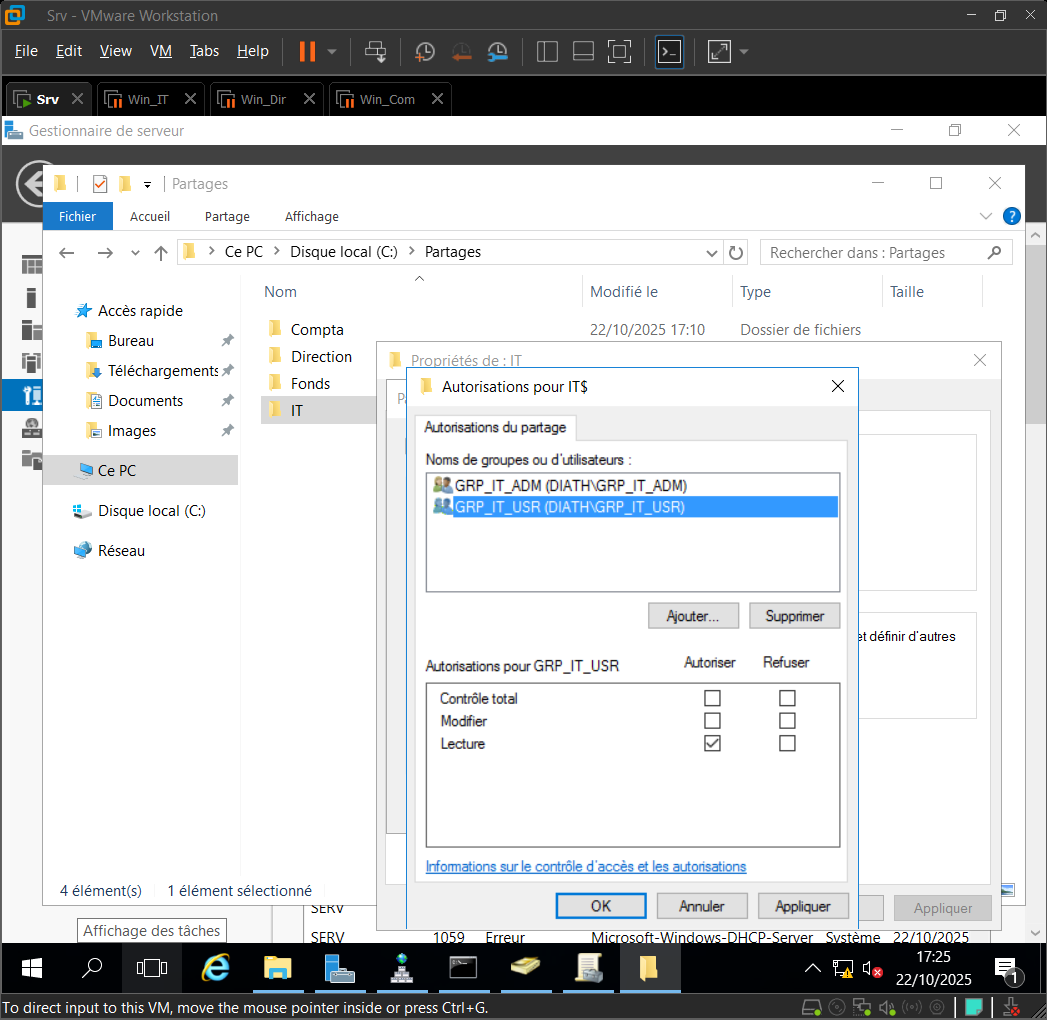 Srv - VMware Workstation
File Edit View VM Tabs Help
Srv Win_IT Win_Dir Win_Com
Gestionnaire de serveur
Partages
Fichier Accueil Partage Affichage
Ce PC Disque local (C:) Partages Rechercher dans : Partages
Nom Modifié le Type Taille
Accès rapide
Bureau
Téléchargements
Documents
Images
Ce PC
Disque local (C:)
Réseau
Compta 22/10/2025 17:10 Dossier de fichiers
Direction
Fonds
IT
Propriétés de : IT
Autorisations pour IT$
Autorisations du partage
Noms de groupes ou d'utilisateurs :
GRP_IT_ADM (DIATH\GRP_IT_ADM)
GRP_IT_USR (DIATH\GRP_IT_USR)
Ajouter... Supprimer
et définir d'autres
Autorisations pour GRP_IT_USR Autoriser Refuser
Contrôle total
Modifier
Lecture
Informations sur le contrôle d'accès et les autorisations
OK Annuler Appliquer
Appliquer
4 élément(s) 1 élément sélectionné
SERV
Affichage des tâches
SERV 1059 Erreur Microsoft-Windows-DHCP-Server Système 22/10/2025
17:25
22/10/2025
1
To direct input to this VM, move the mouse pointer inside or press Ctrl+G.